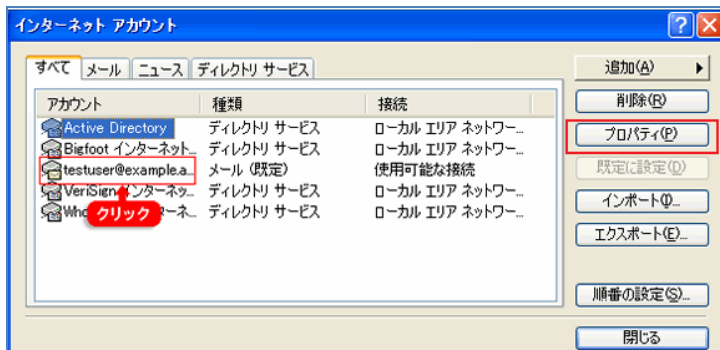 インターネット アカウント
すべて メール ニュース ディレクトリ サービス
追加(A)
アカウント 種類 接続
削除(R)
Active Directory ディレクトリ サービス ローカル エリア ネットワー...
プロパティ(P)
Bigfoot インターネット... ディレクトリ サービス ローカル エリア ネットワー...
testuser@example.a... メール (既定) 使用可能な接続
既定に設定(D)
VeriSign インターネッ... ディレクトリ サービス ローカル エリア ネットワー...
インポート(I)...
Who ーネ... ディレクトリ サービス ローカル エリア ネットワー...
クリック
エクスポート(E)...
順番の設定(S)...
閉じる